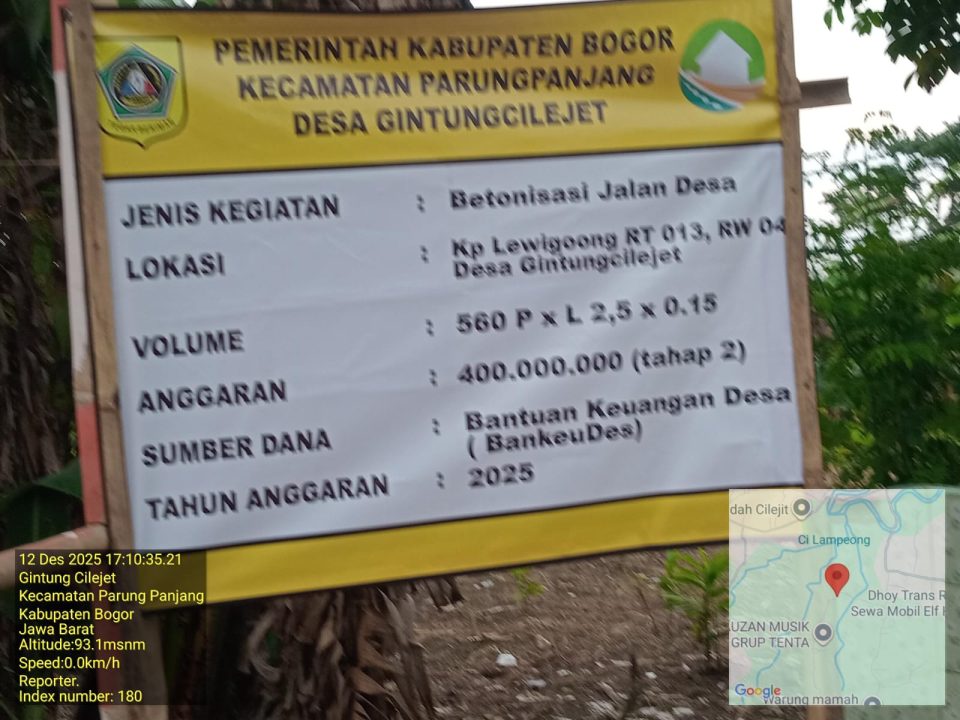 PEMERINTAH KABUPATEN BOGOR
KECAMATAN PARUNGPANJANG
DESA GINTUNGCILEJET
JENIS KEGIATAN : Betonisasi Jalan Desa
LOKASI : Kp Lewigoong RT 013, RW 04
Desa Gintungcilejet
VOLUME : 560 P x L 2,5 x 0.15
ANGGARAN : 400.000.000 (tahap 2)
SUMBER DANA : Bantuan Keuangan Desa
( BankeuDes)
TAHUN ANGGARAN : 2025
12 Des 2025 17:10:35.21
Gintung Cilejet
Kecamatan Parung Panjang
Kabupaten Bogor
Jawa Barat
Altitude:93.1msnm
Speed:0.0km/h
Reporter.
Index number: 180
dah Cilejit
Ci Lampeong
Dhoy Trans R
Sewa Mobil Elf
UZAN MUSIK
GRUP TENTA
Google
Warung mamah